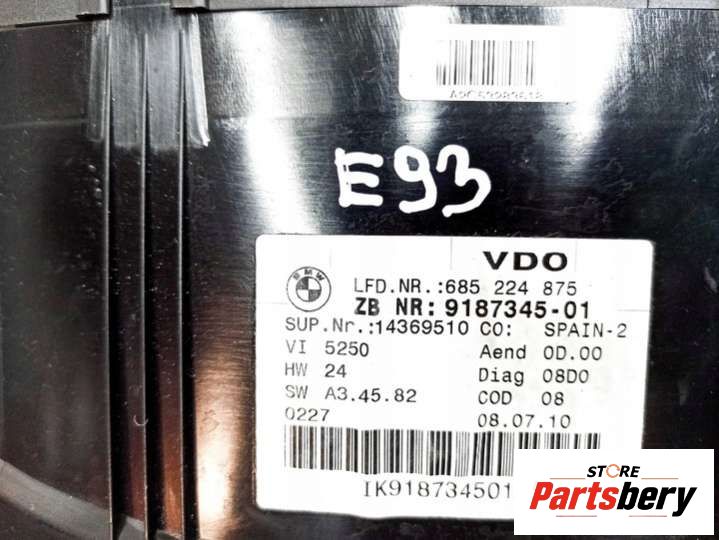 E93
VDO
BMW
LFD.NR.:685 224 875
ZB NR: 9187345-01
SUP.Nr.:14369510 CO: SPAIN-2
VI 5250 Aend 0D.00
HW 24 Diag 08D0
SW A3.45.82 COD 08
0227 08.07.10
IK918734501
STORE
Partsbery